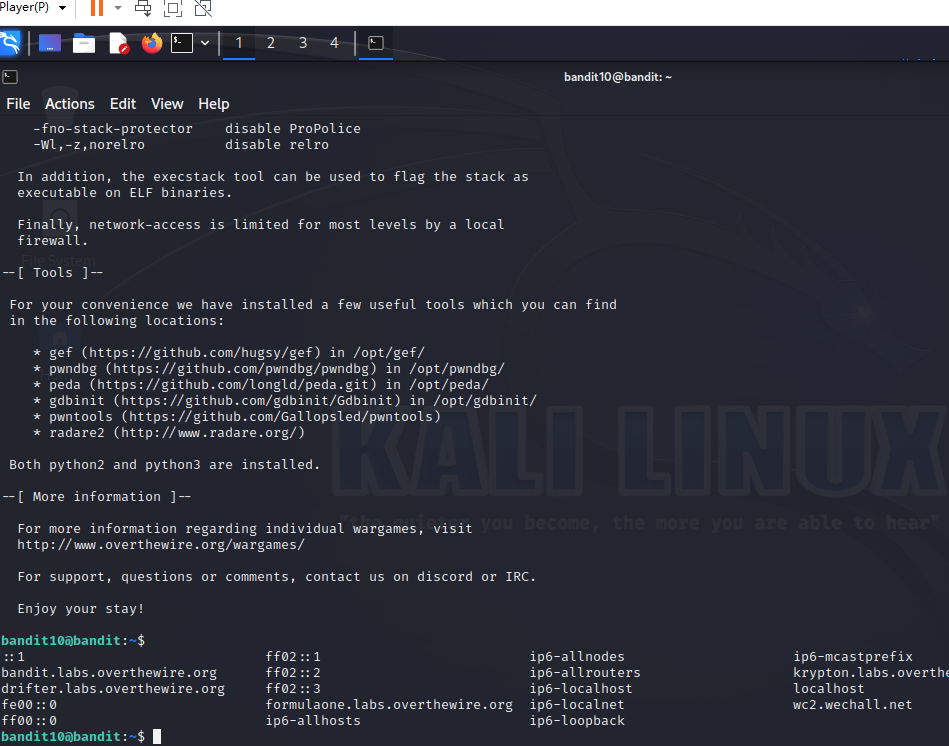 Player(P)
1 2 3 4
bandit10@bandit: ~
File Actions Edit View Help
-fno-stack-protector disable ProPolice
-Wl,-z,norelro disable relro
In addition, the execstack tool can be used to flag the stack as
executable on ELF binaries.
Finally, network-access is limited for most levels by a local
firewall.
File System
--[ Tools ]--
For your convenience we have installed a few useful tools which you can find
in the following locations:
* gef (https://github.com/hugsy/gef) in /opt/gef/
* pwndbg (https://github.com/pwndbg/pwndbg) in /opt/pwndbg/
* peda (https://github.com/longld/peda.git) in /opt/peda/
* gdbinit (https://github.com/gdbinit/Gdbinit) in /opt/gdbinit/
* pwntools (https://github.com/Gallopsled/pwntools)
* radare2 (http://www.radare.org/)
KALI LINUX
Both python2 and python3 are installed.
--[ More information ]--
"the quieter you become, the more you are able to hear"
For more information regarding individual wargames, visit
http://www.overthewire.org/wargames/
For support, questions or comments, contact us on discord or IRC.
Enjoy your stay!
bandit10@bandit:~$
::1 ff02::1 ip6-allnodes ip6-mcastprefix
bandit.labs.overthewire.org ff02::2 ip6-allrouters krypton.labs.overthe
drifter.labs.overthewire.org ff02::3 ip6-localhost localhost
fe00::0 formulaone.labs.overthewire.org ip6-localnet wc2.wechall.net
ff00::0 ip6-allhosts ip6-loopback
bandit10@bandit:~$